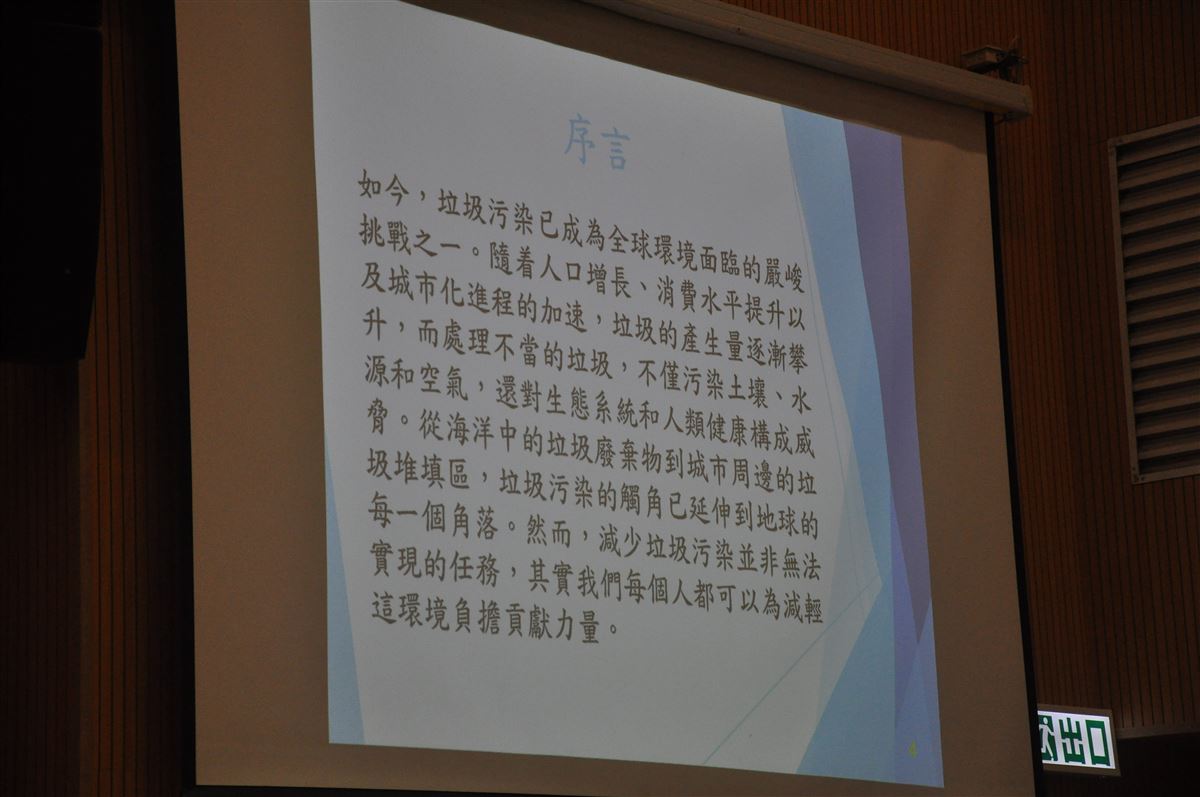 序言
如今，垃圾污染已成為全球環境面臨的嚴峻
挑戰之一。隨着人口增長、消費水平提升以
及城市化進程的加速，垃圾的產生量逐漸攀
升，而處理不當的垃圾，不僅污染土壤、水
源和空氣，還對生態系統和人類健康構成威
脅。從海洋中的垃圾廢棄物到城市周邊的垃
圾堆填區，垃圾污染的觸角已延伸到地球的
每一個角落。然而，減少垃圾污染並非無法
實現的任務，其實我們每個人都可以為減輕
這環境負擔貢獻力量。
4
出口